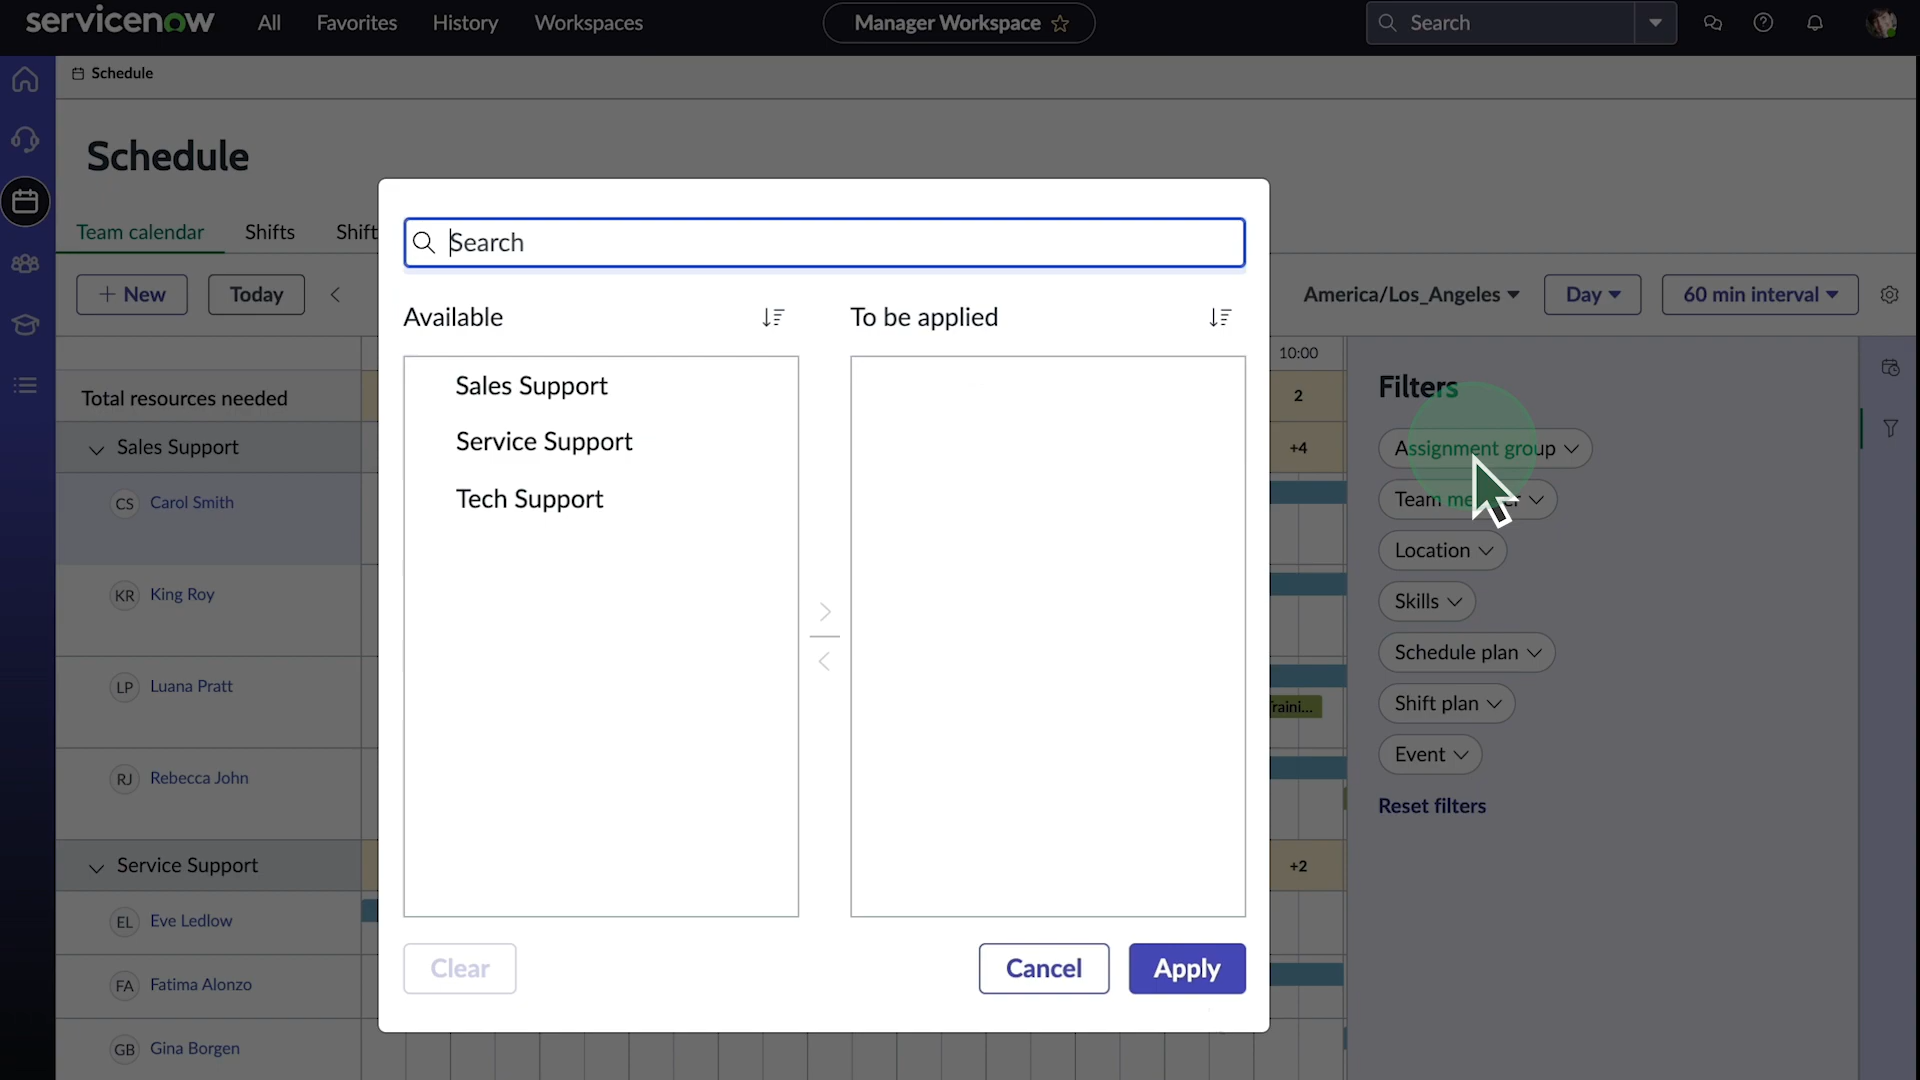 servicenow
All
Favorites
History
Workspaces
Manager Workspace
Search
Schedule
Schedule
Team calendar
Shifts
Shift
+ New
Today
America/Los_Angeles
Day
60 min interval
Search
Available
To be applied
Sales Support
Service Support
Tech Support
Clear
Cancel
Apply
10:00
Total resources needed
2
Sales Support
+4
CS Carol Smith
KR King Roy
LP Luana Pratt
raini...
RJ Rebecca John
Service Support
+2
EL Eve Ledlow
FA Fatima Alonzo
GB Gina Borgen
Filters
Assignment group
Team me r
Location
Skills
Schedule plan
Shift plan
Event
Reset filters